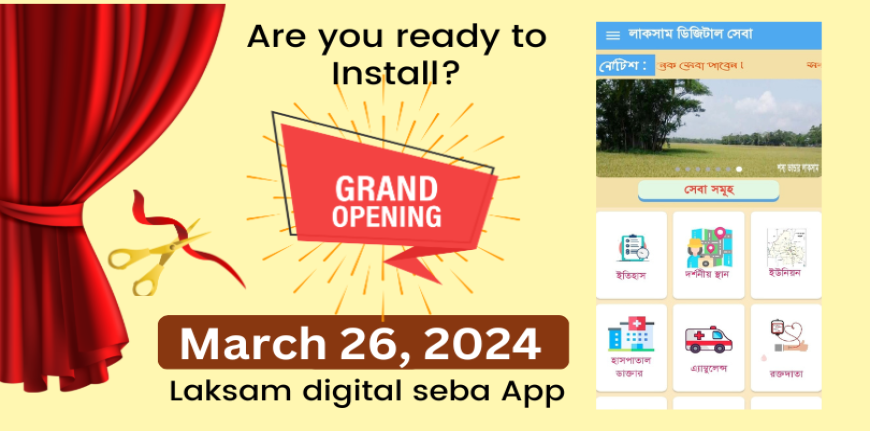 Are you ready to
Install?
GRAND
OPENING
March 26, 2024
Laksam digital seba App
লাকসাম ডিজিটাল সেবা
নোটিশ :
সেবা সমূহ
ইতিহাস
দর্শনীয় স্থান
ইউনিয়ন
হাসপাতাল
ডাক্তার
এ্যাম্বুলেন্স
রক্তদাতা